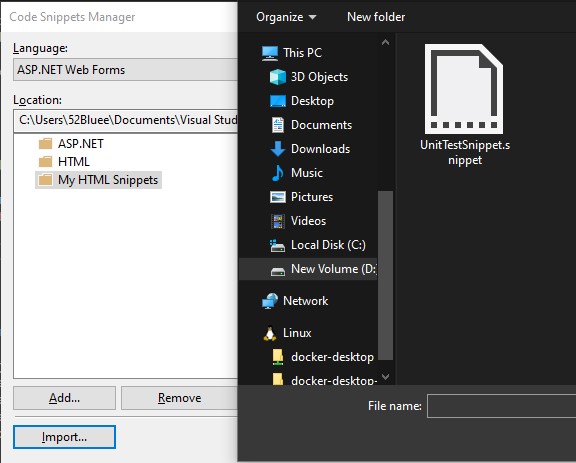 Code Snippets Manager
Language:
ASP.NET Web Forms
Location:
C:\Users\52Bluee\Documents\Visual Stud
ASP.NET
HTML
My HTML Snippets
Add...
Remove
Import...
Organize
New folder
This PC
3D Objects
Desktop
Documents
Downloads
Music
Pictures
Videos
Local Disk (C:)
New Volume (D:
Network
Linux
docker-desktop
docker-desktop-
UnitTestSnippet.s
nippet
File name: